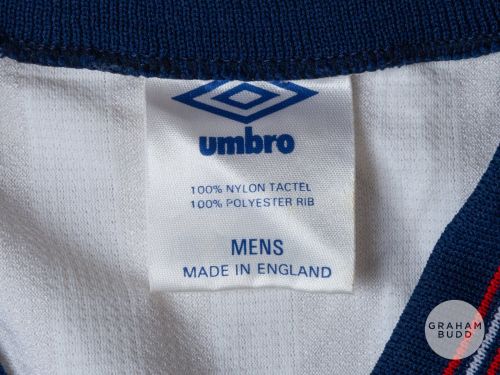 umbro
100% NYLON TACTEL
100% POLYESTER RIB
MENS
MADE IN ENGLAND
GRAHAM
BUDD